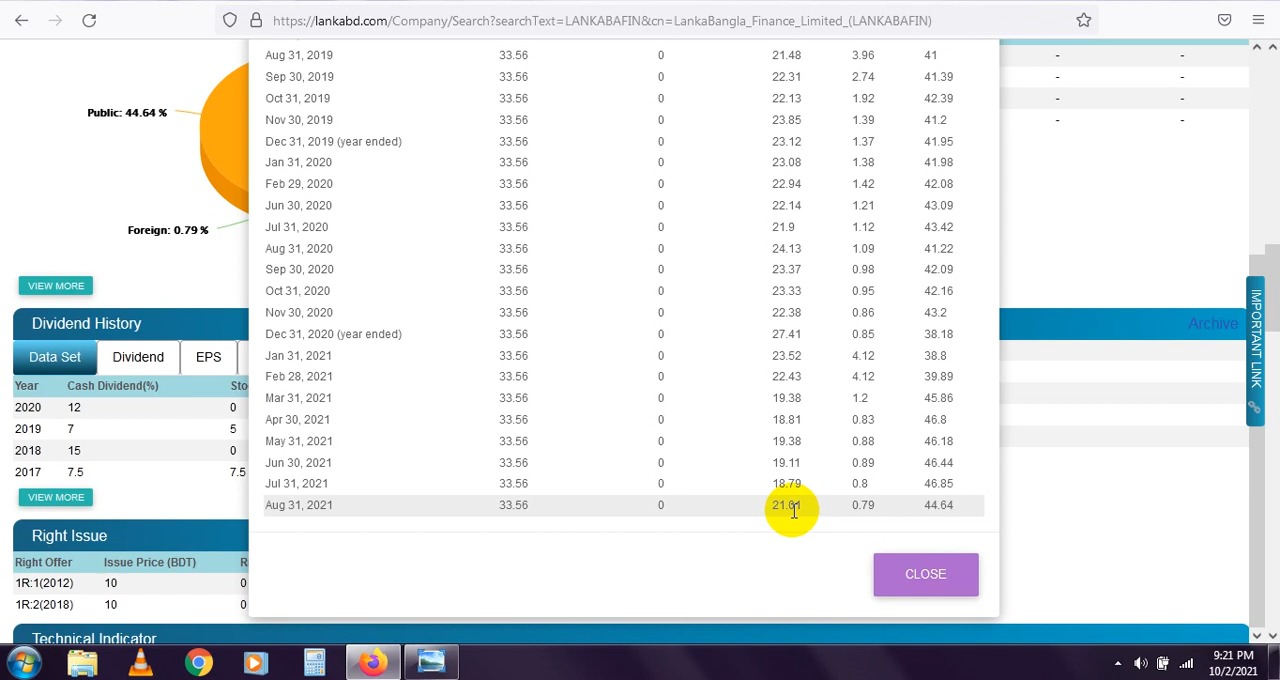 https://lankabd.com/Company/Search?searchText=LANKABAFIN&cn=LankaBangla_Finance_Limited_(LANKABAFIN)
Aug 31, 2019 33.56 0 21.48 3.96 41
Sep 30, 2019 33.56 0 22.31 2.74 41.39
Oct 31, 2019 33.56 0 22.13 1.92 42.39
Nov 30, 2019 33.56 0 23.85 1.39 41.2
Dec 31, 2019 (year ended) 33.56 0 23.12 1.37 41.95
Jan 31, 2020 33.56 0 23.08 1.38 41.98
Feb 29, 2020 33.56 0 22.94 1.42 42.08
Jun 30, 2020 33.56 0 22.14 1.21 43.09
Jul 31, 2020 33.56 0 21.9 1.12 43.42
Aug 31, 2020 33.56 0 24.13 1.09 41.22
Sep 30, 2020 33.56 0 23.37 0.98 42.09
Oct 31, 2020 33.56 0 23.33 0.95 42.16
Nov 30, 2020 33.56 0 22.38 0.86 43.2
Dec 31, 2020 (year ended) 33.56 0 27.41 0.85 38.18
Jan 31, 2021 33.56 0 23.52 4.12 38.8
Feb 28, 2021 33.56 0 22.43 4.12 39.89
Mar 31, 2021 33.56 0 19.38 1.2 45.86
Apr 30, 2021 33.56 0 18.81 0.83 46.8
May 31, 2021 33.56 0 19.38 0.88 46.18
Jun 30, 2021 33.56 0 19.11 0.89 46.44
Jul 31, 2021 33.56 0 18.79 0.8 46.85
Aug 31, 2021 33.56 0 21.01 0.79 44.64
CLOSE
Public: 44.64 %
Foreign: 0.79 %
VIEW MORE
Dividend History
Data Set Dividend EPS
Year Cash Dividend(%) Sto
2020 12 0
2019 7 5
2018 15 0
2017 7.5 7.5
VIEW MORE
Right Issue
Right Offer Issue Price (BDT) R
1R:1(2012) 10 0
1R:2(2018) 10 0
Technical Indicator
- -
- -
- -
- -
Archive
IMPORTANT LINK
9:21 PM
10/2/2021